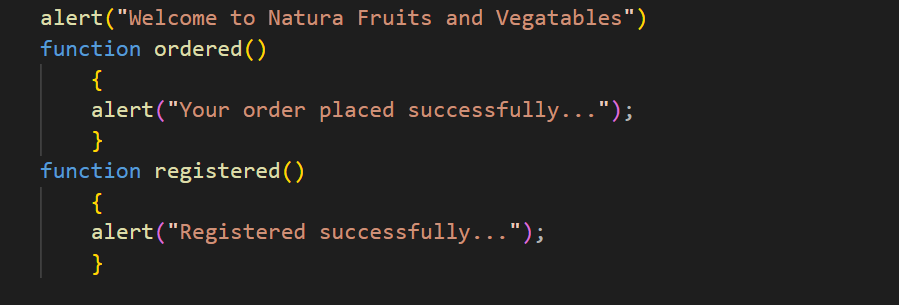 alert("Welcome to Natura Fruits and Vegatables")
function ordered()
{
alert("Your order placed successfully...");
}
function registered()
{
alert("Registered successfully...");
}